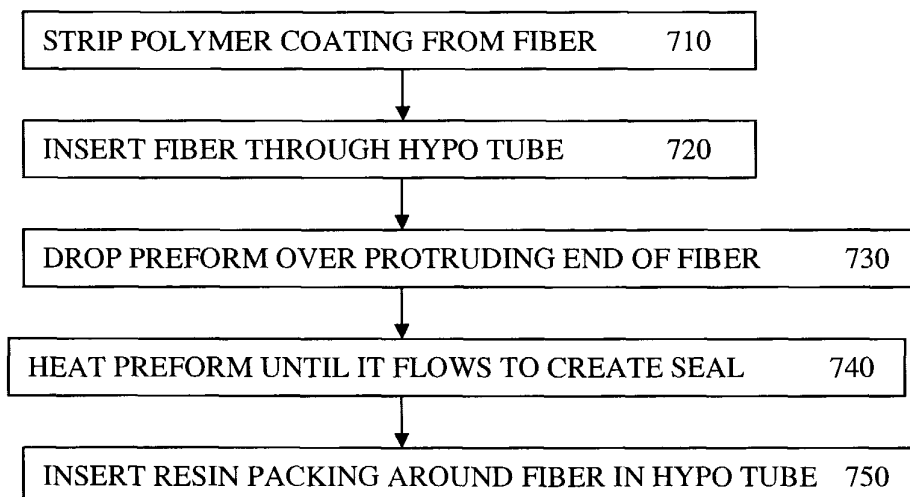 STRIP POLYMER COATING FROM FIBER 710
INSERT FIBER THROUGH HYPO TUBE 720
DROP PREFORM OVER PROTRUDING END OF FIBER 730
HEAT PREFORM UNTIL IT FLOWS TO CREATE SEAL 740
INSERT RESIN PACKING AROUND FIBER IN HYPO TUBE 750